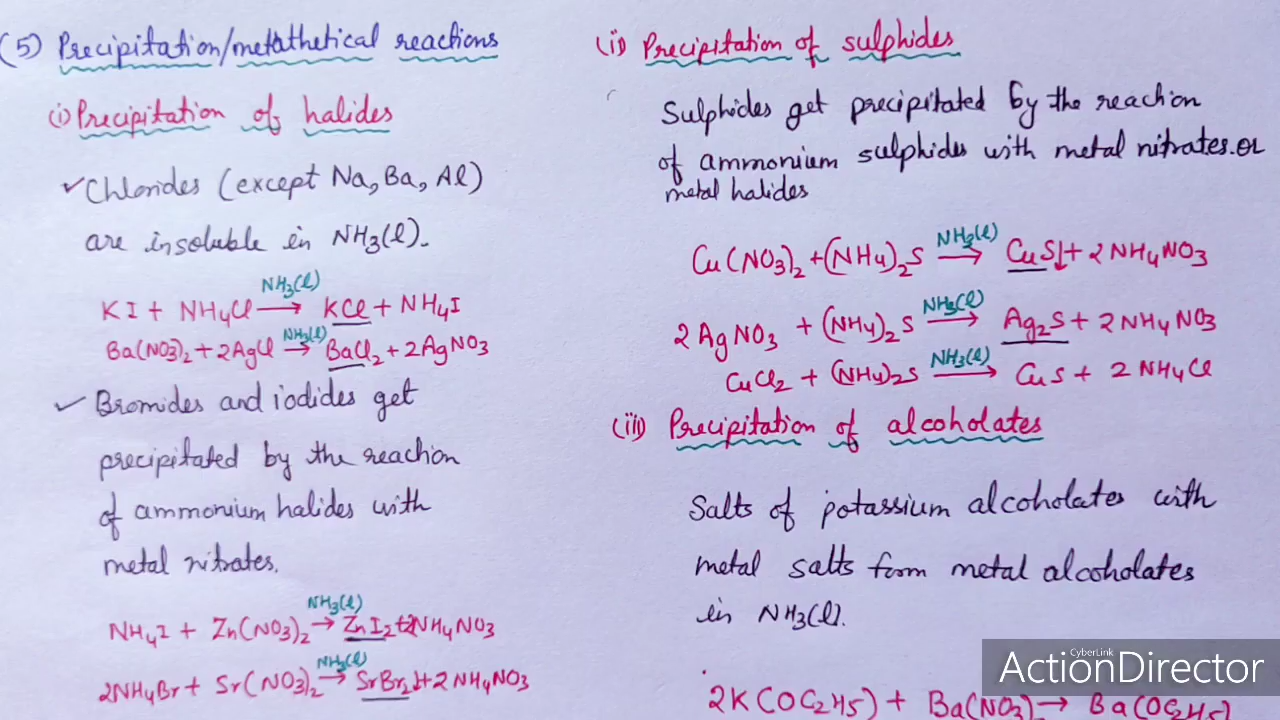 (5) Precipitation/metathetical reactions
(i) Precipitation of halides
✓ Chlorides (except Na, Ba, Al)
are insoluble in NH3(l).
KI + NH4Cl NH3(l)→ KCl + NH4I
Ba(NO3)2 + 2AgCl NH3(l)→ BaCl2 + 2AgNO3
✓ Bromides and iodides get
precipitated by the reaction
of ammonium halides with
metal nitrates.
NH4I + Zn(NO3)2 NH3(l)→ ZnI2 + 2NH4NO3
2NH4Br + Sr(NO3)2 NH3(l)→ SrBr2↓ + 2NH4NO3
(ii) Precipitation of sulphides
Sulphides get precipitated by the reaction
of ammonium sulphides with metal nitrates or
metal halides
Cu(NO3)2 + (NH4)2S NH3(l)→ CuS↓ + 2NH4NO3
2AgNO3 + (NH4)2S NH3(l)→ Ag2S + 2NH4NO3
CuCl2 + (NH4)2S NH3(l)→ CuS + 2NH4Cl
(iii) Precipitation of alcoholates
Salts of potassium alcoholates with
metal salts form metal alcoholates
in NH3(l).
2K(OC2H5) + Ba(NO3) → Ba(OC2H5)
CyberLink
ActionDirector